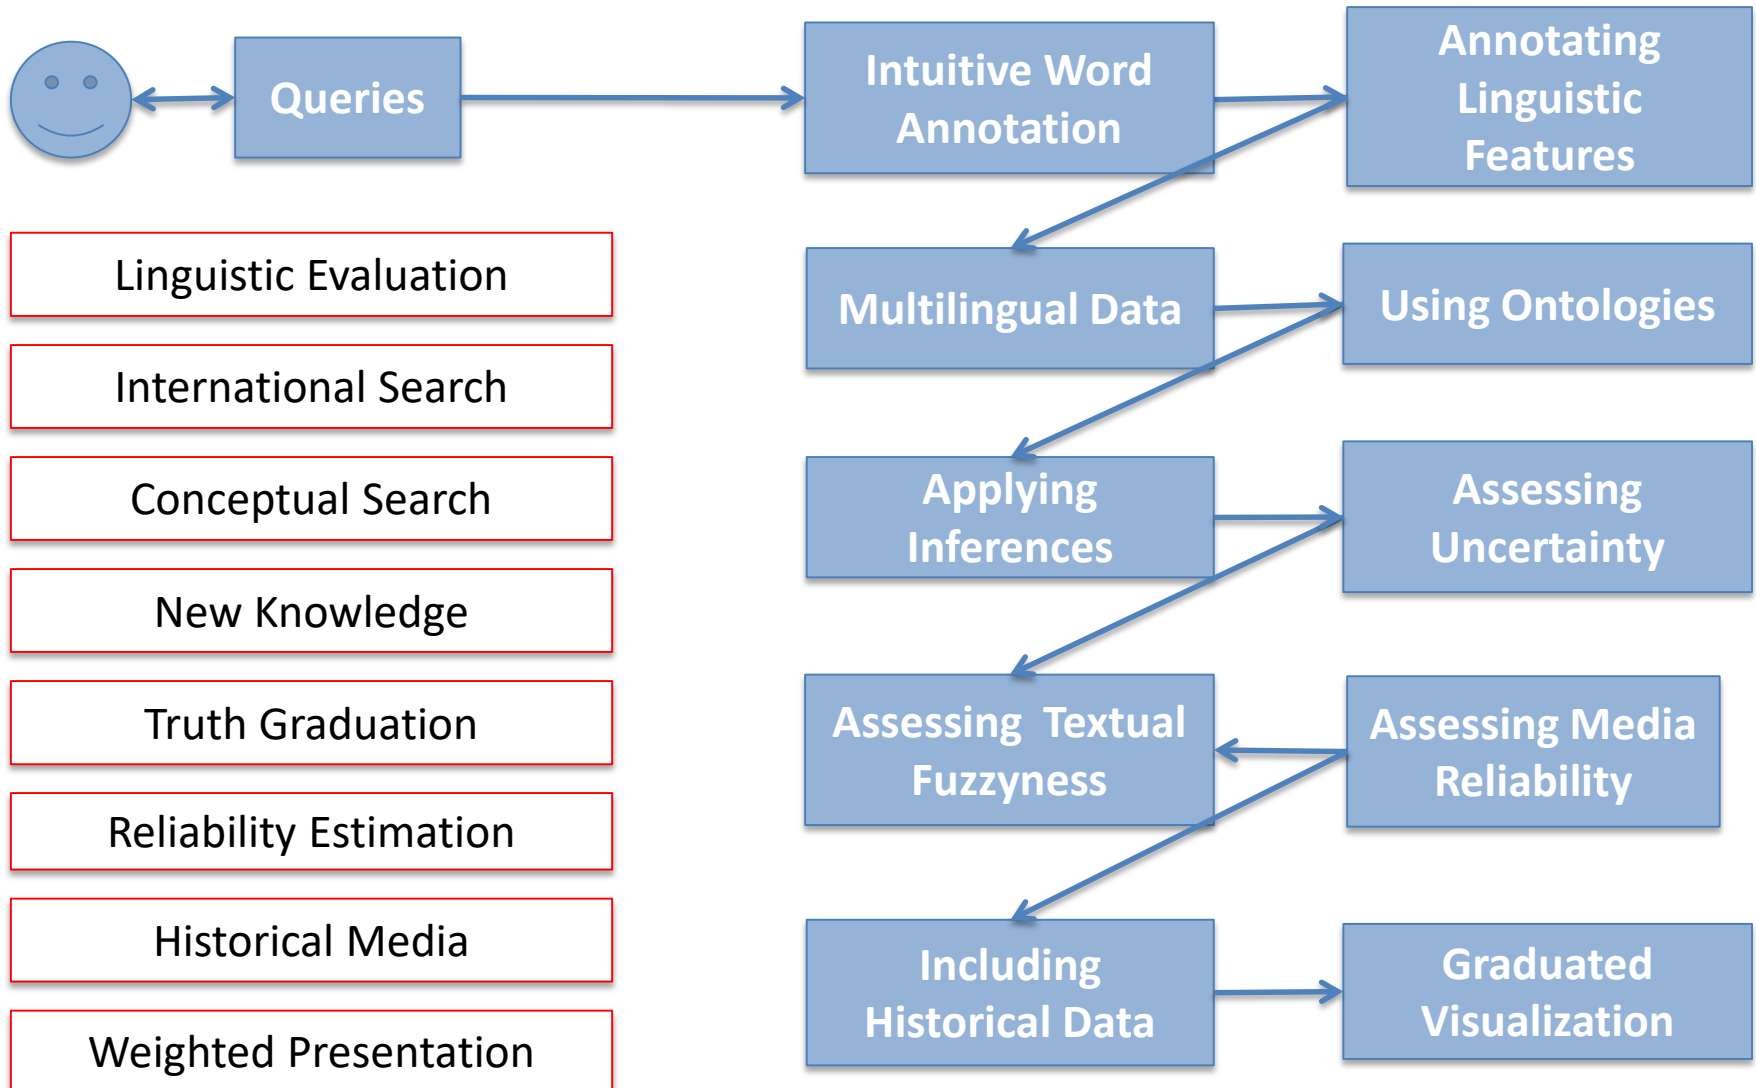 Queries
Intuitive Word
Annotation
Annotating
Linguistic
Features
Linguistic Evaluation
Multilingual Data
Using Ontologies
International Search
Conceptual Search
Applying
Inferences
Assessing
Uncertainty
New Knowledge
Truth Graduation
Assessing  Textual
Fuzzyness
Assessing Media
Reliability
Reliability Estimation
Historical Media
Including
Historical Data
Graduated
Visualization
Weighted Presentation